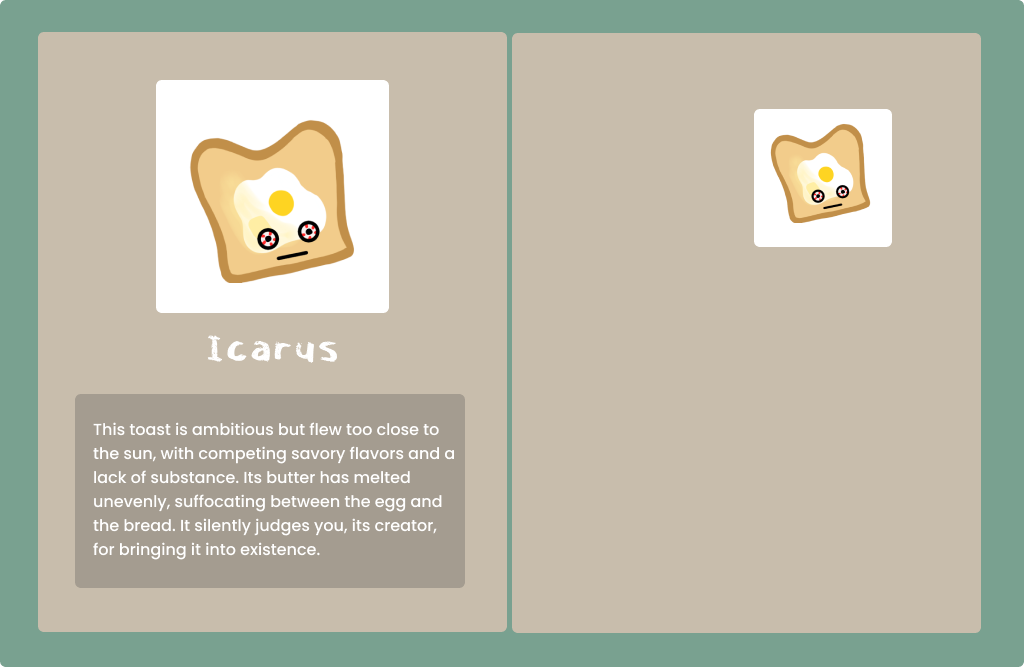 Icarus
This toast is ambitious but flew too close to
the sun, with competing savory flavors and a
lack of substance. Its butter has melted
unevenly, suffocating between the egg and
the bread. It silently judges you, its creator,
for bringing it into existence.